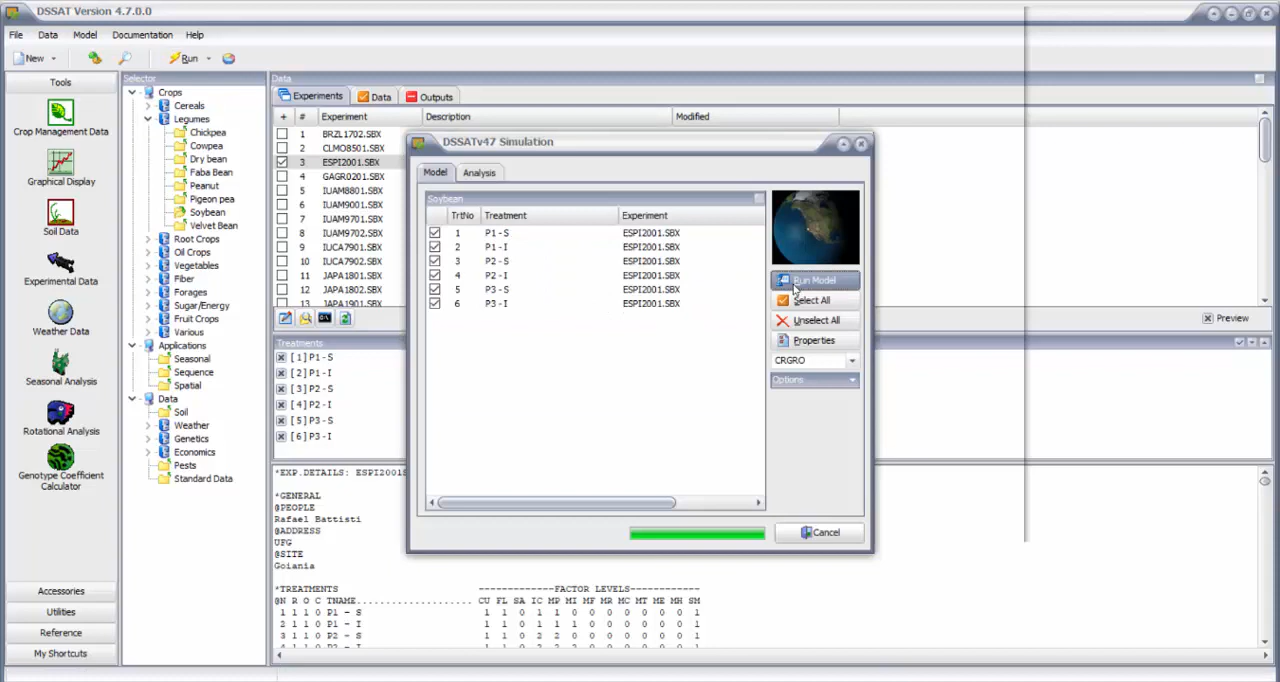 DSSAT Version 4.7.0.0
File Data Model Documentation Help
New Run
Tools
Crop Management Data
Graphical Display
Soil Data
Experimental Data
Weather Data
Seasonal Analysis
Rotational Analysis
Genotype Coefficient
Calculator
Accessories
Utilities
Reference
My Shortcuts
Selector
Crops
Cereals
Legumes
Chickpea
Cowpea
Dry bean
Faba Bean
Peanut
Pigeon pea
Soybean
Velvet Bean
Root Crops
Oil Crops
Vegetables
Fiber
Forages
Sugar/Energy
Fruit Crops
Various
Applications
Seasonal
Sequence
Spatial
Data
Soil
Weather
Genetics
Economics
Pests
Standard Data
Data
Experiments Data Outputs
+ # Experiment Description Modified
1 BRZL1702.SBX
2 CLMO8501.SBX
3 ESPI2001.SBX
4 GAGR0201.SBX
5 IUAM8801.SBX
6 IUAM9001.SBX
7 IUAM9701.SBX
8 IUAM9702.SBX
9 IUCA7901.SBX
10 IUCA7902.SBX
11 JAPA1801.SBX
12 JAPA1802.SBX
13 JAPA1901.SBX
Preview
Treatments
[1] P1 - S
[2] P1 - I
[3] P2 - S
[4] P2 - I
[5] P3 - S
[6] P3 - I
*EXP.DETAILS: ESPI2001S
*GENERAL
@PEOPLE
Rafael Battisti
@ADDRESS
UFG
@SITE
Goiania
*TREATMENTS -------------FACTOR LEVELS------------
@N R O C TNAME.................... CU FL SA IC MP MI MF MR MC MT ME MH SM
1 1 1 0 P1 - S 1 1 0 1 1 0 0 0 0 0 0 0 1
2 1 1 0 P1 - I 1 1 0 1 1 1 0 0 0 0 0 0 1
3 1 1 0 P2 - S 1 1 0 2 2 0 0 0 0 0 0 0 1
DSSATv47 Simulation
Model Analysis
Soybean
TrtNo Treatment Experiment
1 P1 - S ESPI2001.SBX
2 P1 - I ESPI2001.SBX
3 P2 - S ESPI2001.SBX
4 P2 - I ESPI2001.SBX
5 P3 - S ESPI2001.SBX
6 P3 - I ESPI2001.SBX
Run Model
Select All
Unselect All
Properties
CRGRO
Options
Cancel